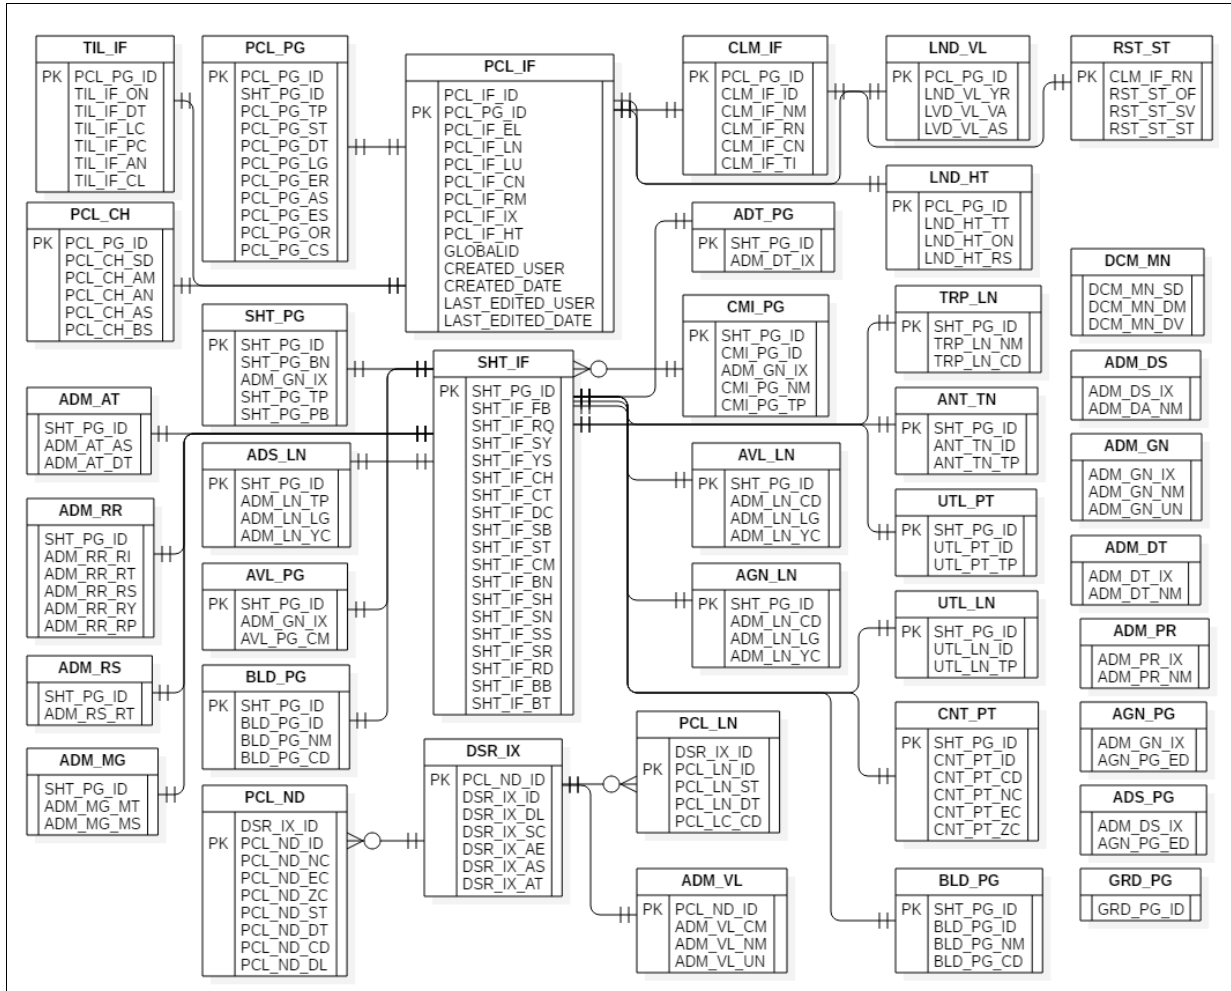 TIL_IF
PK
PCL_PG_ID
TIL_IF_ON
TIL_IF_DT
TIL_IF_LC
TIL_IF_PC
TIL_IF_AN
TIL_IF_CL
PCL_PG
PK
PCL_PG_ID
SHT_PG_ID
PCL_PG_TP
PCL_PG_ST
PCL_PG_DT
PCL_PG_LG
PCL_PG_ER
PCL_PG_AS
PCL_PG_ES
PCL_PG_OR
PCL_PG_CS
PCL_IF
PCL_IF_ID
PK PCL_PG_ID
PCL_IF_EL
PCL_IF_LN
PCL_IF_LU
PCL_IF_CN
PCL_IF_RM
PCL_IF_IX
PCL_IF_HT
GLOBALID
CREATED_USER
CREATED_DATE
LAST_EDITED_USER
LAST_EDITED_DATE
CLM_IF
PK
PCL_PG_ID
CLM_IF_ID
CLM_IF_NM
CLM_IF_RN
CLM_IF_CN
CLM_IF_TI
LND_VL
PK
PCL_PG_ID
LND_VL_YR
LVD_VL_VA
LVD_VL_AS
RST_ST
PK
CLM_IF_RN
RST_ST_OF
RST_ST_SV
RST_ST_ST
LND_HT
PK
PCL_PG_ID
LND_HT_TT
LND_HT_ON
LND_HT_RS
PCL_CH
PK
PCL_PG_ID
PCL_CH_SD
PCL_CH_AM
PCL_CH_AN
PCL_CH_AS
PCL_CH_BS
ADT_PG
PK
SHT_PG_ID
ADM_DT_IX
DCM_MN
DCM_MN_SD
DCM_MN_DM
DCM_MN_DV
SHT_PG
PK
SHT_PG_ID
SHT_PG_BN
ADM_GN_IX
SHT_PG_TP
SHT_PG_PB
CMI_PG
PK
SHT_PG_ID
CMI_PG_ID
ADM_GN_IX
CMI_PG_NM
CMI_PG_TP
TRP_LN
PK
SHT_PG_ID
TRP_LN_NM
TRP_LN_CD
SHT_IF
PK
SHT_PG_ID
SHT_IF_FB
SHT_IF_RQ
SHT_IF_SY
SHT_IF_YS
SHT_IF_CH
SHT_IF_CT
SHT_IF_DC
SHT_IF_SB
SHT_IF_ST
SHT_IF_CM
SHT_IF_BN
SHT_IF_SH
SHT_IF_SN
SHT_IF_SS
SHT_IF_SR
SHT_IF_RD
SHT_IF_BB
SHT_IF_BT
ADM_DS
ADM_DS_IX
ADM_DA_NM
ADM_AT
SHT_PG_ID
ADM_AT_AS
ADM_AT_DT
ANT_TN
PK
SHT_PG_ID
ANT_TN_ID
ANT_TN_TP
ADM_GN
ADM_GN_IX
ADM_GN_NM
ADM_GN_UN
ADS_LN
PK
SHT_PG_ID
ADM_LN_TP
ADM_LN_LG
ADM_LN_YC
AVL_LN
PK
SHT_PG_ID
ADM_LN_CD
ADM_LN_LG
ADM_LN_YC
UTL_PT
PK
SHT_PG_ID
UTL_PT_ID
UTL_PT_TP
ADM_RR
SHT_PG_ID
ADM_RR_RI
ADM_RR_RT
ADM_RR_RS
ADM_RR_RY
ADM_RR_RP
ADM_DT
ADM_DT_IX
ADM_DT_NM
AVL_PG
PK
SHT_PG_ID
ADM_GN_IX
AVL_PG_CM
AGN_LN
PK
SHT_PG_ID
ADM_LN_CD
ADM_LN_LG
ADM_LN_YC
UTL_LN
PK
SHT_PG_ID
UTL_LN_ID
UTL_LN_TP
ADM_PR
ADM_PR_IX
ADM_PR_NM
ADM_RS
SHT_PG_ID
ADM_RS_RT
BLD_PG
PK
SHT_PG_ID
BLD_PG_ID
BLD_PG_NM
BLD_PG_CD
CNT_PT
PK
SHT_PG_ID
CNT_PT_ID
CNT_PT_CD
CNT_PT_NC
CNT_PT_EC
CNT_PT_ZC
AGN_PG
ADM_GN_IX
AGN_PG_ED
PCL_LN
DSR_IX_ID
PK PCL_LN_ID
PCL_LN_ST
PCL_LN_DT
PCL_LC_CD
DSR_IX
PK
PCL_ND_ID
DSR_IX_ID
DSR_IX_DL
DSR_IX_SC
DSR_IX_AE
DSR_IX_AS
DSR_IX_AT
ADM_MG
SHT_PG_ID
ADM_MG_MT
ADM_MG_MS
PCL_ND
DSR_IX_ID
PK PCL_ND_ID
PCL_ND_NC
PCL_ND_EC
PCL_ND_ZC
PCL_ND_ST
PCL_ND_DT
PCL_ND_CD
PCL_ND_DL
ADS_PG
ADM_DS_IX
AGN_PG_ED
ADM_VL
PK
PCL_ND_ID
ADM_VL_CM
ADM_VL_NM
ADM_VL_UN
BLD_PG
PK
SHT_PG_ID
BLD_PG_ID
BLD_PG_NM
BLD_PG_CD
GRD_PG
GRD_PG_ID